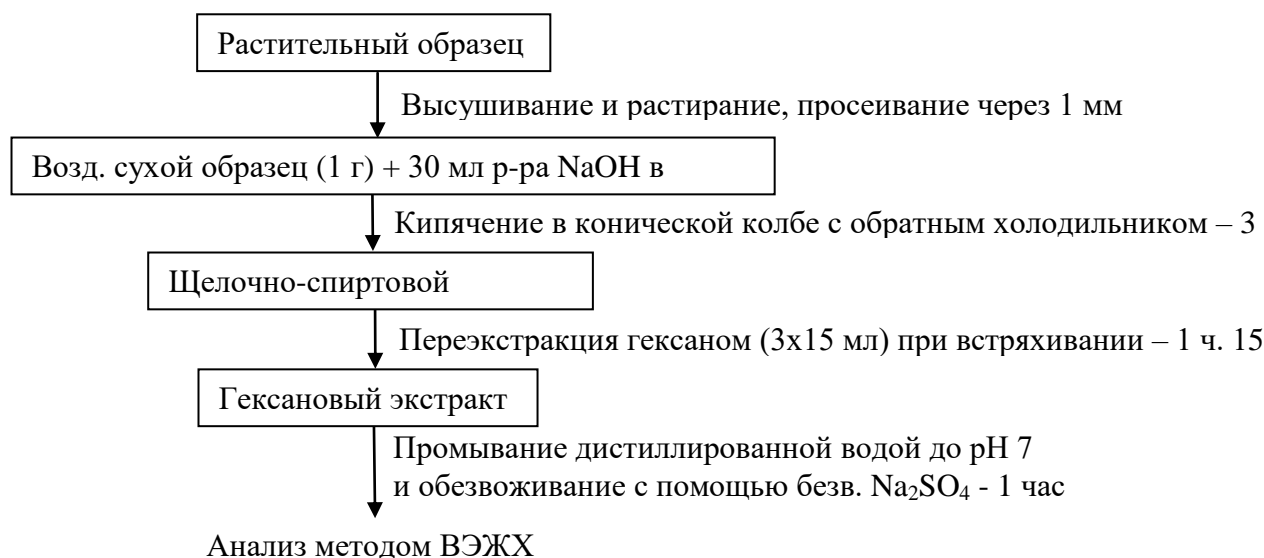 Растительный образец
Высушивание и растирание, просеивание через 1 мм
Возд. сухой образец (1 г) + 30 мл р-ра NaOH в
Кипячение в конической колбе с обратным холодильником – 3
Щелочно-спиртовой
Переэкстракция гексаном (3х15 мл) при встряхивании – 1 ч. 15
Гексановый экстракт
Промывание дистиллированной водой до pH 7
и обезвоживание с помощью безв. Na₂SO₄ - 1 час
Анализ методом ВЭЖХ